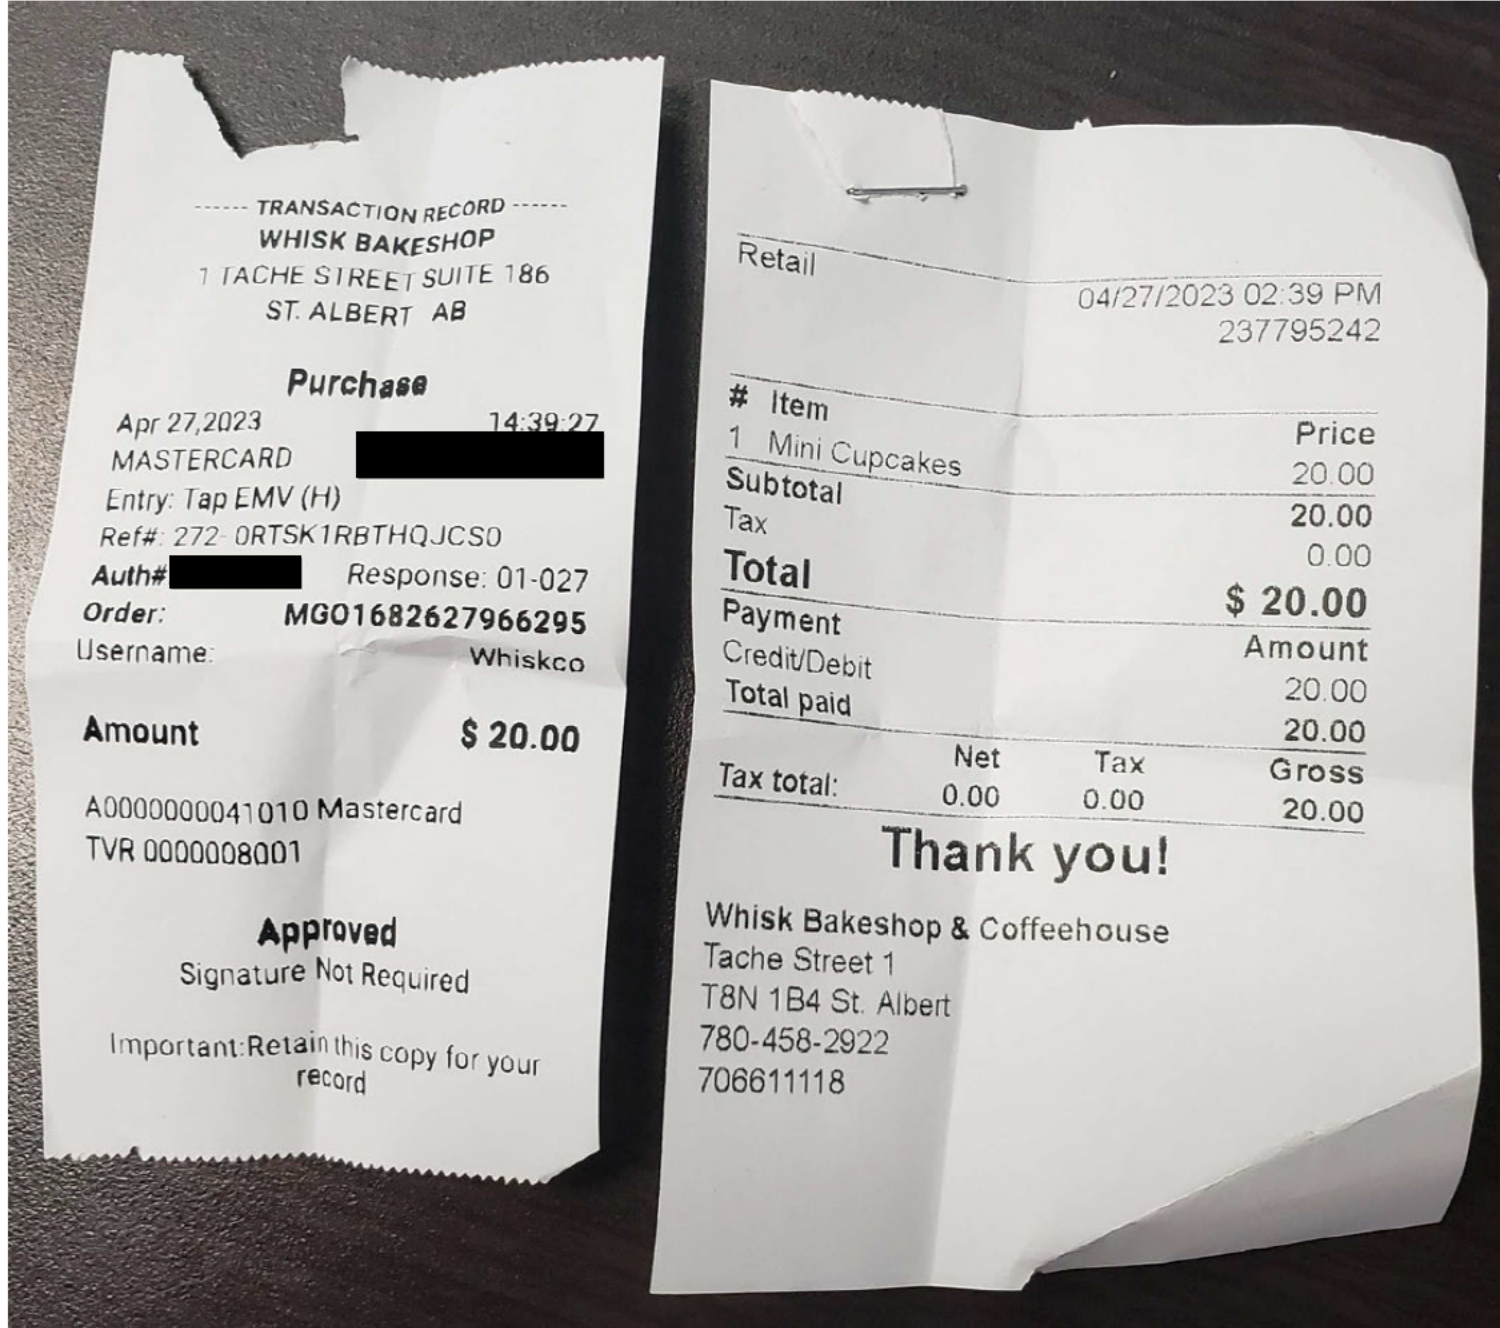 ------ TRANSACTION RECORD ------
WHISK BAKESHOP
1 TACHE STREET SUITE 186
ST. ALBERT AB
Purchase
Apr 27,2023 14:39:27
MASTERCARD
Entry: Tap EMV (H)
Ref#: 272- 0RTSK1RBTHQJCS0
Auth# Response: 01-027
Order: MGO1682627966295
Username: Whiskco
Amount $ 20.00
A0000000041010 Mastercard
TVR 0000008001
Approved
Signature Not Required
Important:Retain this copy for your
record
Retail
04/27/2023 02:39 PM
237795242
# Item Price
1 Mini Cupcakes 20.00
Subtotal 20.00
Tax 0.00
Total $ 20.00
Payment Amount
Credit/Debit 20.00
Total paid 20.00
Net Tax Gross
Tax total: 0.00 0.00 20.00
Thank you!
Whisk Bakeshop & Coffeehouse
Tache Street 1
T8N 1B4 St. Albert
780-458-2922
706611118